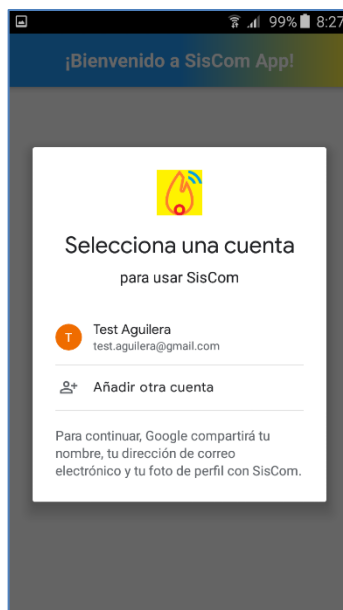 99% 8:27
¡Bienvenido a SisCom App!
Selecciona una cuenta
para usar SisCom
T
Test Aguilera
test.aguilera@gmail.com
Añadir otra cuenta
Para continuar, Google compartirá tu
nombre, tu dirección de correo
electrónico y tu foto de perfil con SisCom.